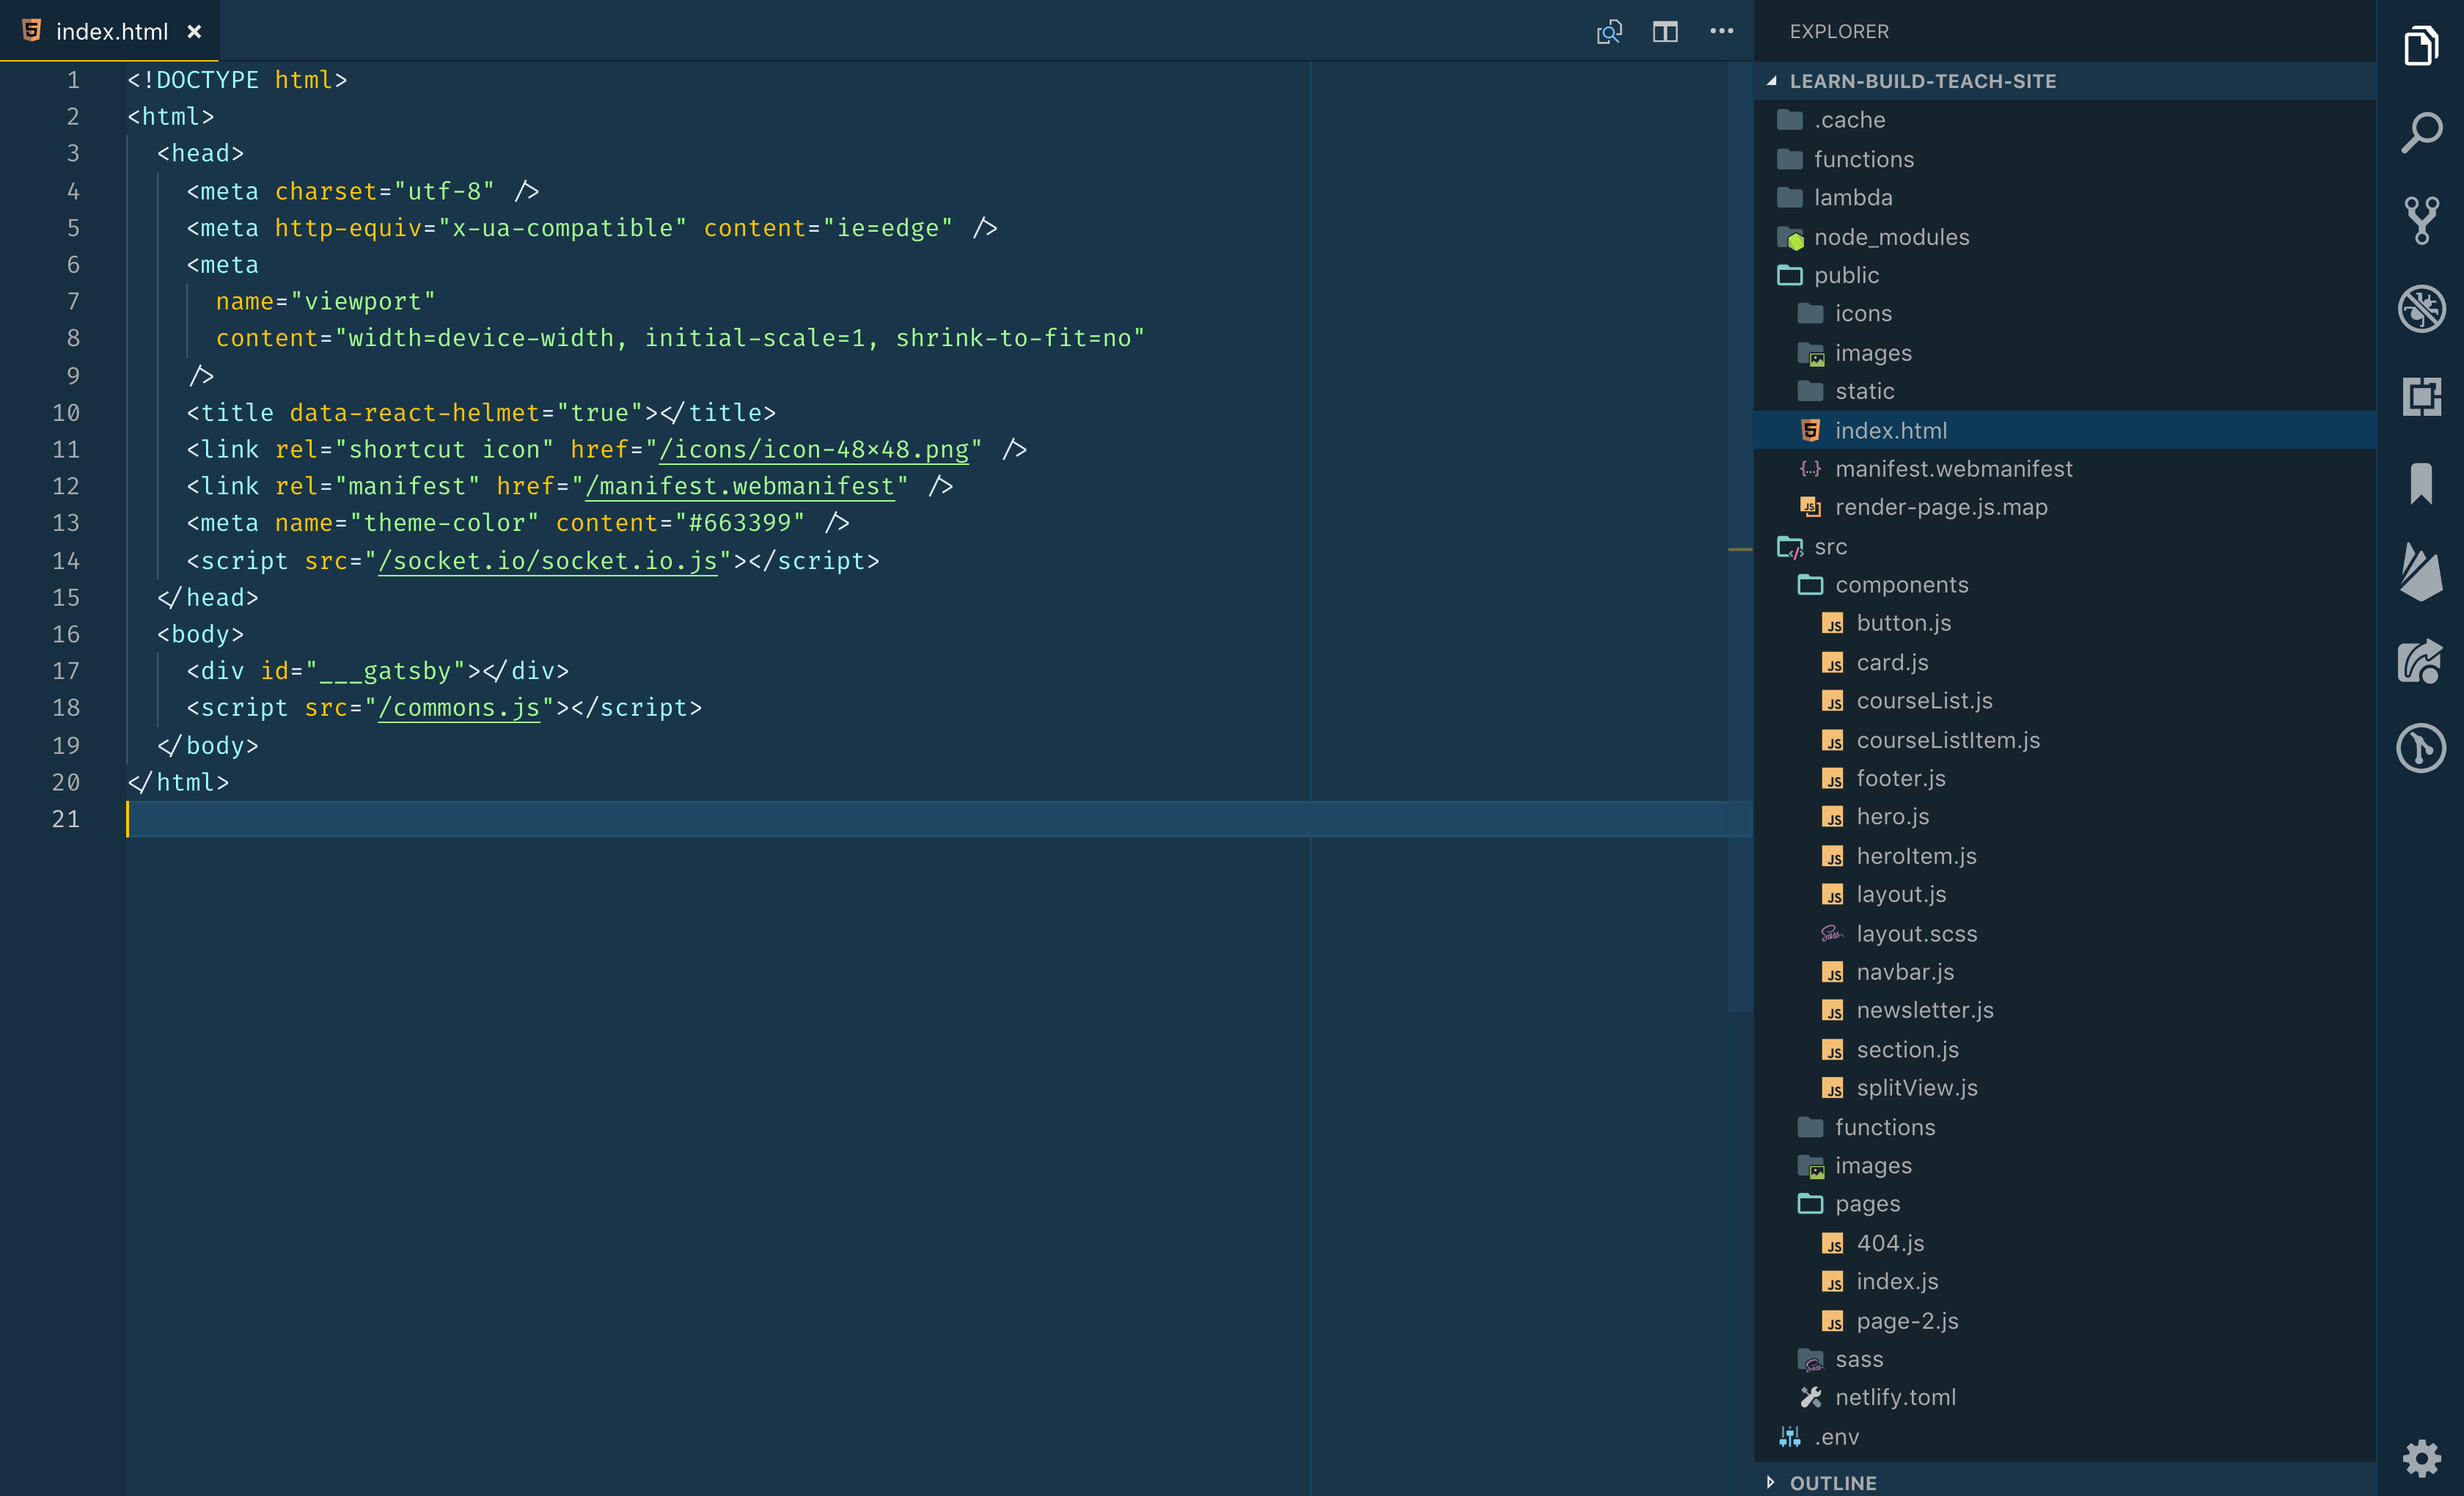 index.html
1 <!DOCTYPE html>
2 <html>
3 <head>
4 <meta charset="utf-8" />
5 <meta http-equiv="x-ua-compatible" content="ie=edge" />
6 <meta
7 name="viewport"
8 content="width=device-width, initial-scale=1, shrink-to-fit=no"
9 />
10 <title data-react-helmet="true"></title>
11 <link rel="shortcut icon" href="/icons/icon-48×48.png" />
12 <link rel="manifest" href="/manifest.webmanifest" />
13 <meta name="theme-color" content="#663399" />
14 <script src="/socket.io/socket.io.js"></script>
15 </head>
16 <body>
17 <div id="___gatsby"></div>
18 <script src="/commons.js"></script>
19 </body>
20 </html>
21
EXPLORER
LEARN-BUILD-TEACH-SITE
.cache
functions
lambda
node_modules
public
icons
images
static
index.html
manifest.webmanifest
render-page.js.map
src
components
button.js
card.js
courseList.js
courseListItem.js
footer.js
hero.js
heroItem.js
layout.js
layout.scss
navbar.js
newsletter.js
section.js
splitView.js
functions
images
pages
404.js
index.js
page-2.js
sass
netlify.toml
.env
OUTLINE